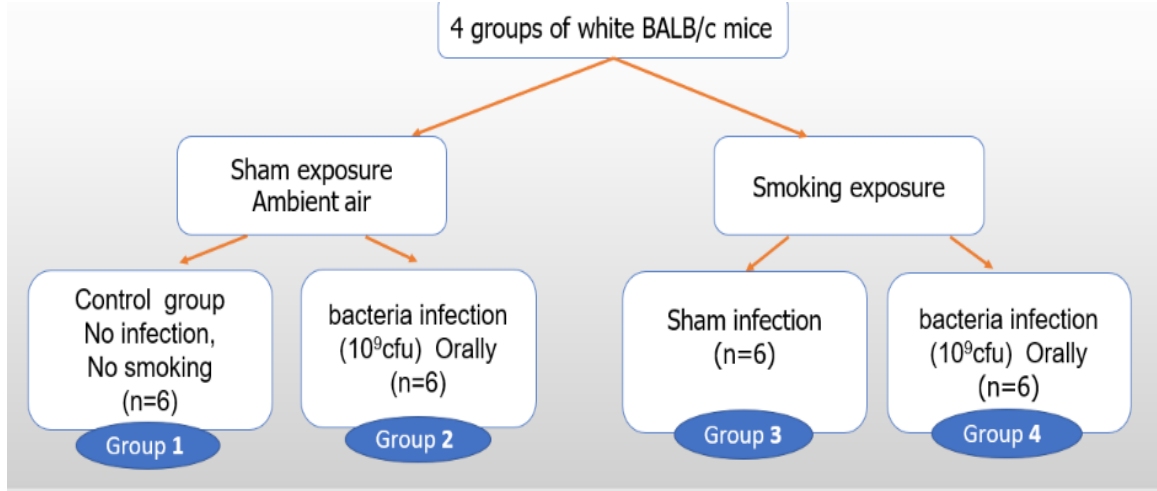 4 groups of white BALB/c mice
Sham exposure
Ambient air
Smoking exposure
Control group
No infection,
No smoking
(n=6)
Group 1
bacteria infection
(10⁹cfu) Orally
(n=6)
Group 2
Sham infection
(n=6)
Group 3
bacteria infection
(10⁹cfu) Orally
(n=6)
Group 4